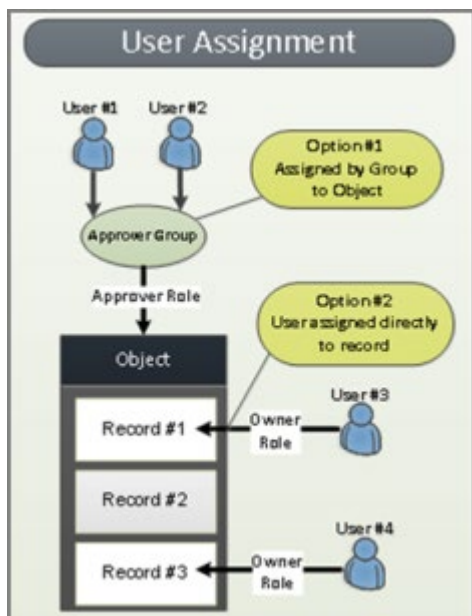 User Assignment
User #1
User #2
Option #1
Assigned by Group
to Object
Approver Group
Approver Role
Option #2
User assigned directly
to record
Object
User #3
Record #1
Owner
Role
Record #2
User #4
Record #3
Owner
Role